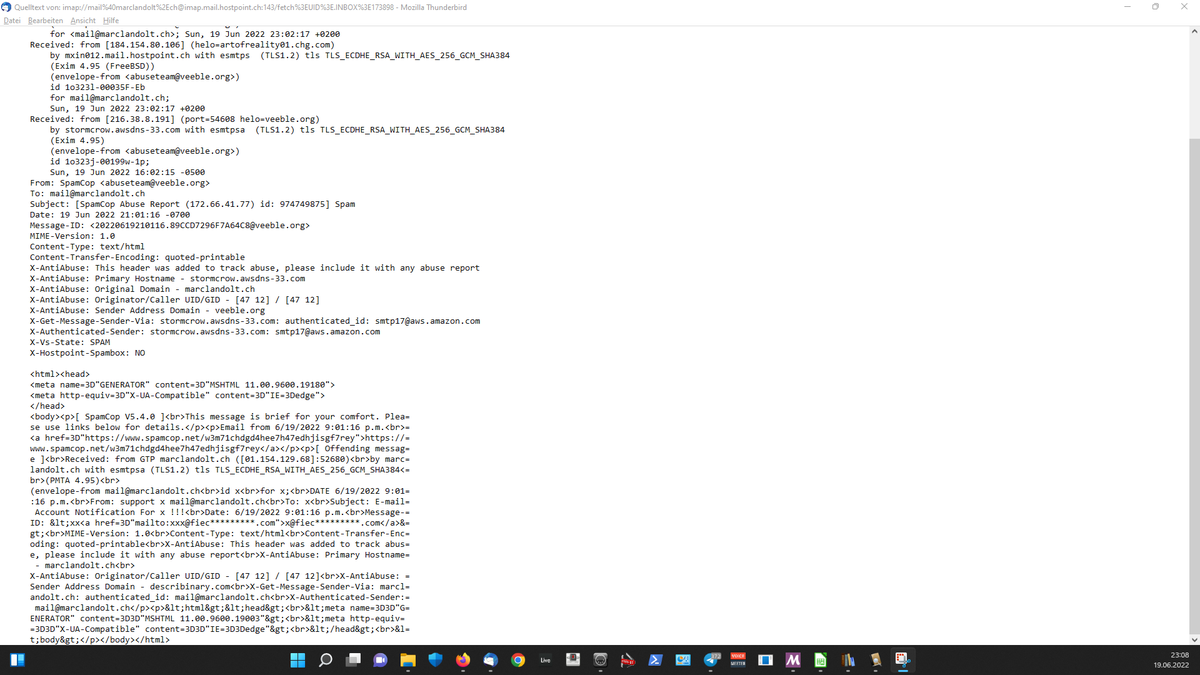 Quelltext von: imap://mail%40marclandolt%2Ech@imap.mail.hostpoint.ch:143/fetch%3EUID%3E.INBOX%3E173898 - Mozilla Thunderbird
Datei Bearbeiten Ansicht Hilfe
for <mail@marclandolt.ch>; Sun, 19 Jun 2022 23:02:17 +0200
Received: from [184.154.80.106] (helo=artofreality01.chg.com)
by mxin012.mail.hostpoint.ch with esmtps (TLS1.2) tls TLS_ECDHE_RSA_WITH_AES_256_GCM_SHA384
(Exim 4.95 (FreeBSD))
(envelope-from <abuseteam@veeble.org>)
id 1o323l-00035F-Eb
for mail@marclandolt.ch;
Sun, 19 Jun 2022 23:02:17 +0200
Received: from [216.38.8.191] (port=54608 helo=veeble.org)
by stormcrow.awsdns-33.com with esmtpsa (TLS1.2) tls TLS_ECDHE_RSA_WITH_AES_256_GCM_SHA384
(Exim 4.95)
(envelope-from <abuseteam@veeble.org>)
id 1o323j-00199w-1p;
Sun, 19 Jun 2022 16:02:15 -0500
From: SpamCop <abuseteam@veeble.org>
To: mail@marclandolt.ch
Subject: [SpamCop Abuse Report (172.66.41.77) id: 974749875] Spam
Date: 19 Jun 2022 21:01:16 -0700
Message-ID: <20220619210116.89CCD7296F7A64C8@veeble.org>
MIME-Version: 1.0
Content-Type: text/html
Content-Transfer-Encoding: quoted-printable
X-AntiAbuse: This header was added to track abuse, please include it with any abuse report
X-AntiAbuse: Primary Hostname - stormcrow.awsdns-33.com
X-AntiAbuse: Original Domain - marclandolt.ch
X-AntiAbuse: Originator/Caller UID/GID - [47 12] / [47 12]
X-AntiAbuse: Sender Address Domain - veeble.org
X-Get-Message-Sender-Via: stormcrow.awsdns-33.com: authenticated_id: smtp17@aws.amazon.com
X-Authenticated-Sender: stormcrow.awsdns-33.com: smtp17@aws.amazon.com
X-Vs-State: SPAM
X-Hostpoint-Spambox: NO
<html><head>
<meta name=3D"GENERATOR" content=3D"MSHTML 11.00.9600.19180">
<meta http-equiv=3D"X-UA-Compatible" content=3D"IE=3Dedge">
</head>
<body><p>[ SpamCop V5.4.0 ]<br>This message is brief for your comfort. Plea=
se use links below for details.</p><p>Email from 6/19/2022 9:01:16 p.m.<br>=
<a href=3D"https://www.spamcop.net/w3m71chdgd4hee7h47edhjisgf7rey">https://=
www.spamcop.net/w3m71chdgd4hee7h47edhjisgf7rey</a></p><p>[ Offending messag=
e ]<br>Received: from GTP marclandolt.ch ([01.154.129.68]:52680)<br>by marc=
landolt.ch with esmtpsa (TLS1.2) tls TLS_ECDHE_RSA_WITH_AES_256_GCM_SHA384<=
br>(PMTA 4.95)<br>
(envelope-from mail@marclandolt.ch<br>id x<br>for x;<br>DATE 6/19/2022 9:01=
:16 p.m.<br>From: support x mail@marclandolt.ch<br>To: x<br>Subject: E-mail=
Account Notification For x !!!<br>Date: 6/19/2022 9:01:16 p.m.<br>Message-=
ID: &lt;xx<a href=3D"mailto:xxx@fiec*********.com">x@fiec*********.com</a>&=
gt;<br>MIME-Version: 1.0<br>Content-Type: text/html<br>Content-Transfer-Enc=
oding: quoted-printable<br>X-AntiAbuse: This header was added to track abus=
e, please include it with any abuse report<br>X-AntiAbuse: Primary Hostname=
- marclandolt.ch<br>
X-AntiAbuse: Originator/Caller UID/GID - [47 12] / [47 12]<br>X-AntiAbuse: =
Sender Address Domain - describinary.com<br>X-Get-Message-Sender-Via: marcl=
andolt.ch: authenticated_id: mail@marclandolt.ch<br>X-Authenticated-Sender:=
mail@marclandolt.ch</p><p>&lt;html&gt;&lt;head&gt;<br>&lt;meta name=3D3D"G=
ENERATOR" content=3D3D"MSHTML 11.00.9600.19003"&gt;<br>&lt;meta http-equiv=
=3D3D"X-UA-Compatible" content=3D3D"IE=3D3Dedge"&gt;<br>&lt;/head&gt;<br>&l=
t;body&gt;</p></body></html>
Live
23:08
19.06.2022